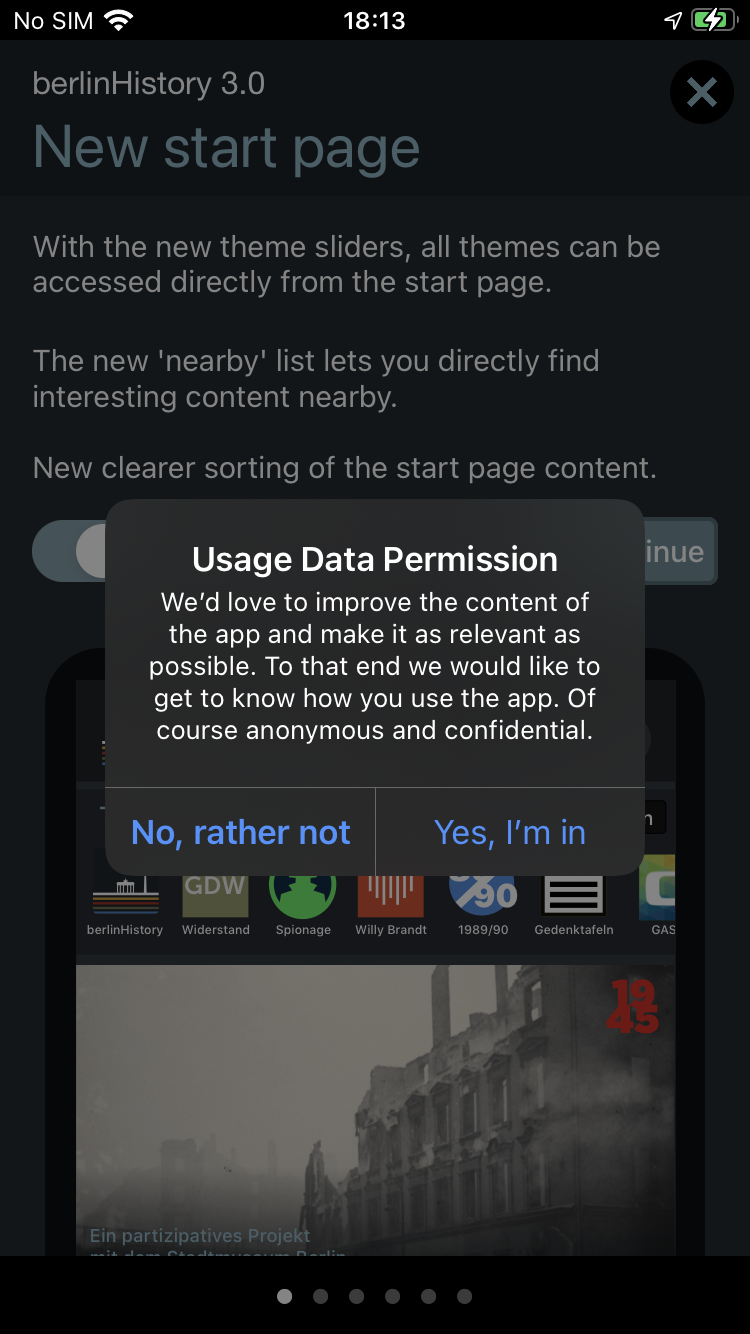 No SIM
18:13
berlinHistory 3.0
New start page
With the new theme sliders, all themes can be
accessed directly from the start page.
The new 'nearby' list lets you directly find
interesting content nearby.
New clearer sorting of the start page content.
Usage Data Permission
We’d love to improve the content of
the app and make it as relevant as
possible. To that end we would like to
get to know how you use the app. Of
course anonymous and confidential.
No, rather not
Yes, I’m in
GDW
90
berlinHistory
Widerstand
Spionage
Willy Brandt
1989/90
Gedenktafeln
GAS
19
45
Ein partizipatives Projekt
mit dem Stadtmuseum Berlin